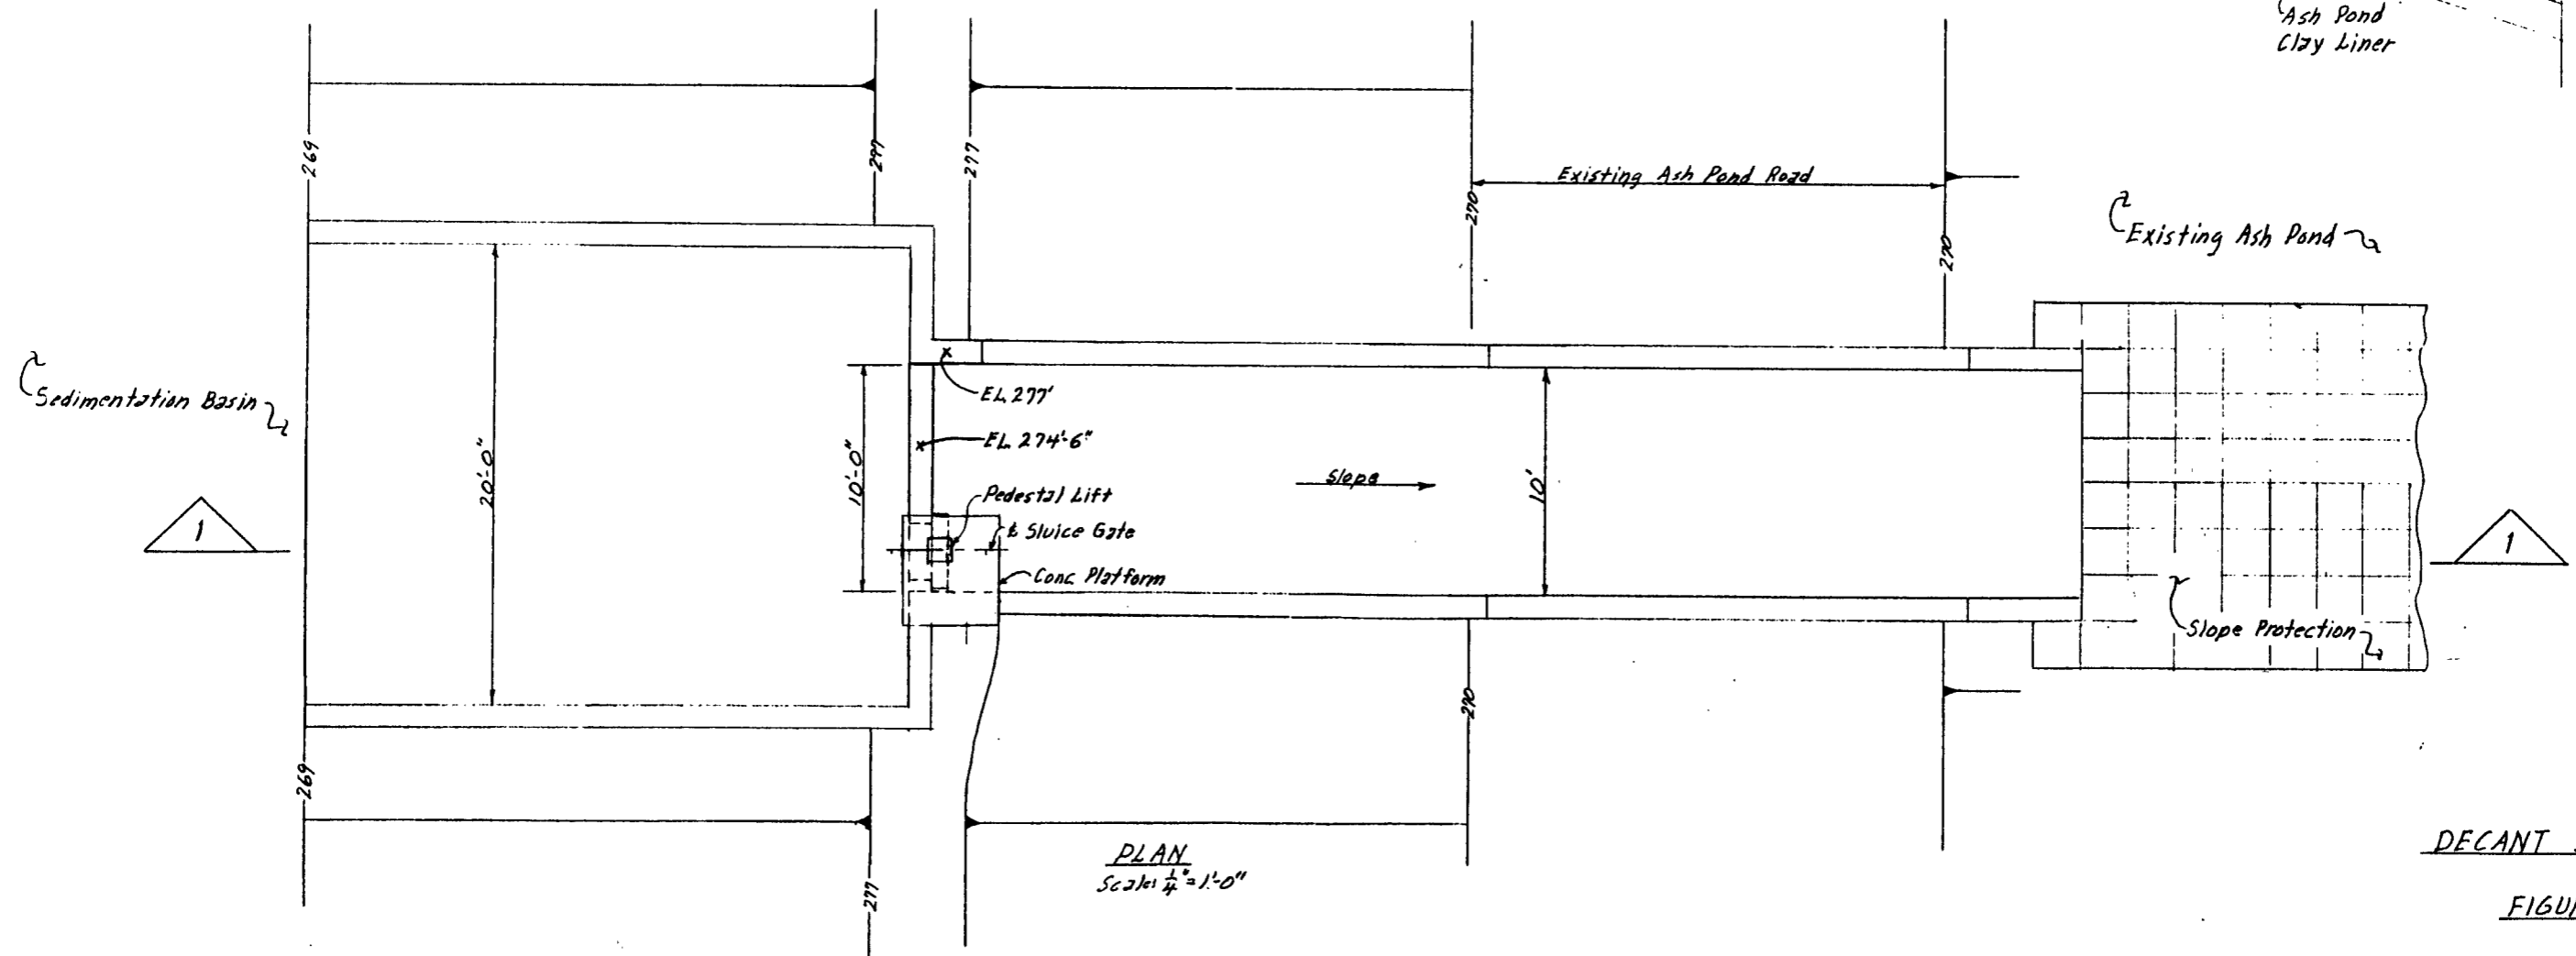 Ash Pond
Clay Liner
269
277
277
270
Existing Ash Pond Road
270
Existing Ash Pond
Sedimentation Basin
20'-0"
10'-0"
EL 277'
EL 274'-6"
Pedestal Lift
℄ Sluice Gate
Conc. Platform
Slope
10'
1
1
Slope Protection
269
277
270
PLAN
Scale: 1/4" = 1'-0"
DECANT
FIGU